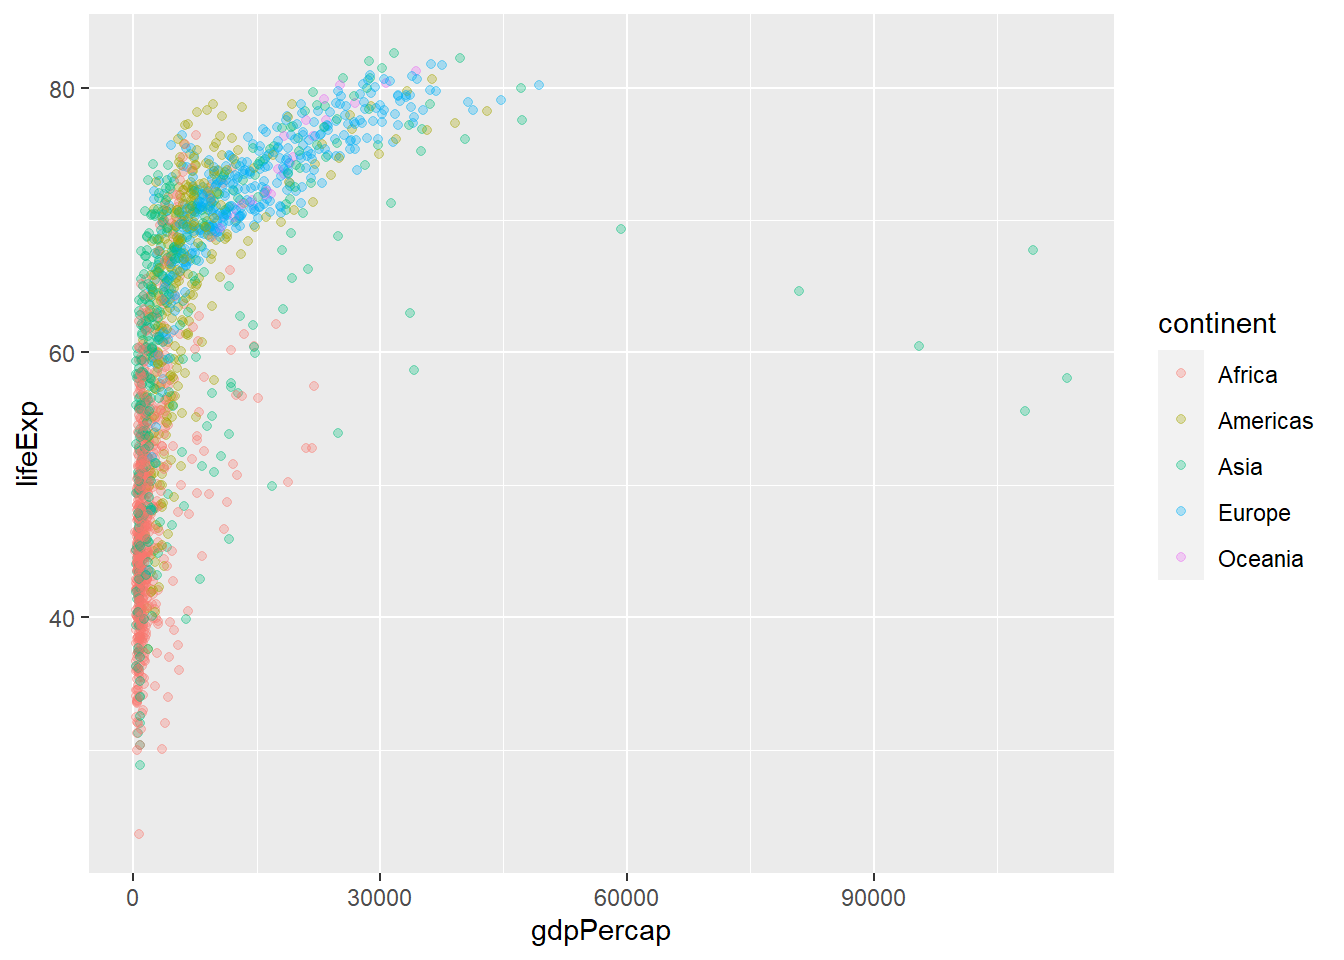 80
60
40
lifeExp
0 30000 60000 90000
gdpPercap
continent
Africa
Americas
Asia
Europe
Oceania